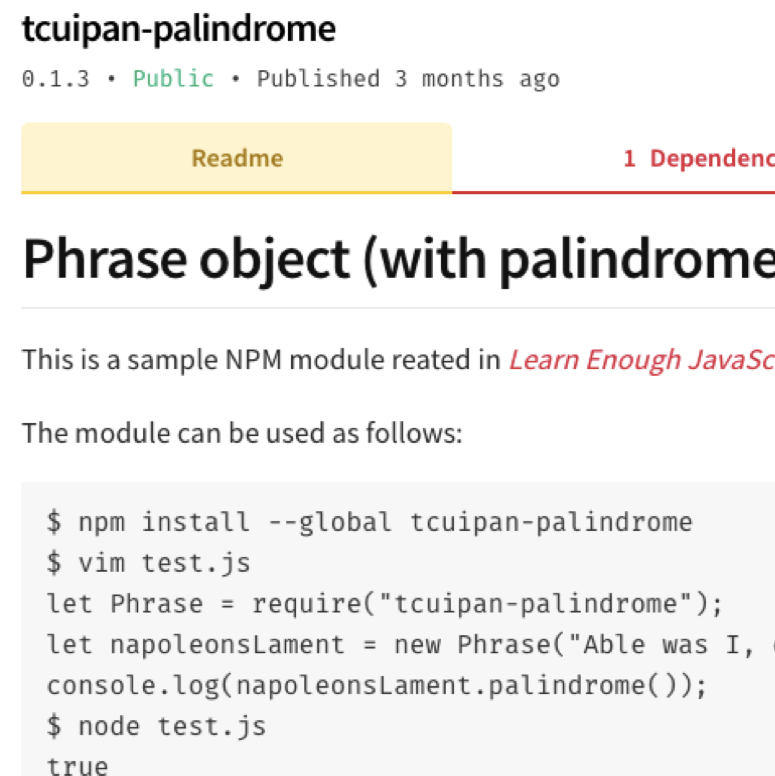 tcuipan-palindrome
0.1.3 • Public • Published 3 months ago
Readme
1 Dependenc
Phrase object (with palindrome
This is a sample NPM module reated in Learn Enough JavaSc
The module can be used as follows:
$ npm install --global tcuipan-palindrome
$ vim test.js
let Phrase = require("tcuipan-palindrome");
let napoleonsLament = new Phrase("Able was I,
console.log(napoleonsLament.palindrome());
$ node test.js
true